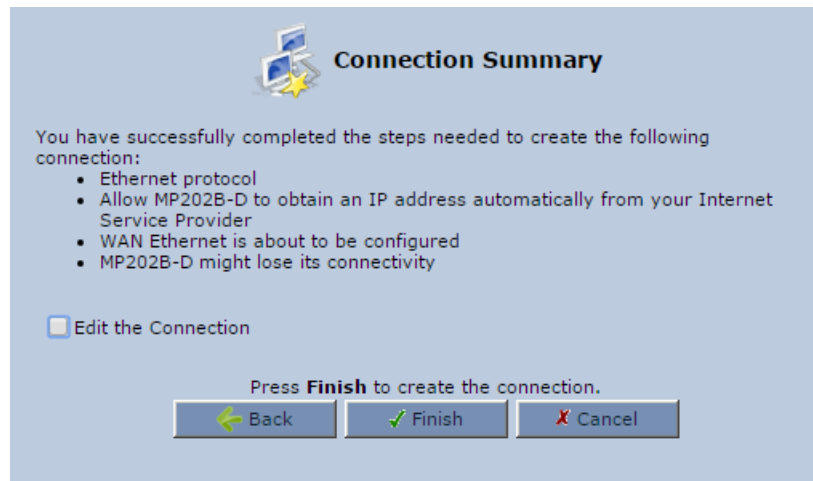 Connection Summary
You have successfully completed the steps needed to create the following
connection:
• Ethernet protocol
• Allow MP202B-D to obtain an IP address automatically from your Internet
Service Provider
• WAN Ethernet is about to be configured
• MP202B-D might lose its connectivity
Edit the Connection
Press Finish to create the connection.
Back
Finish
Cancel